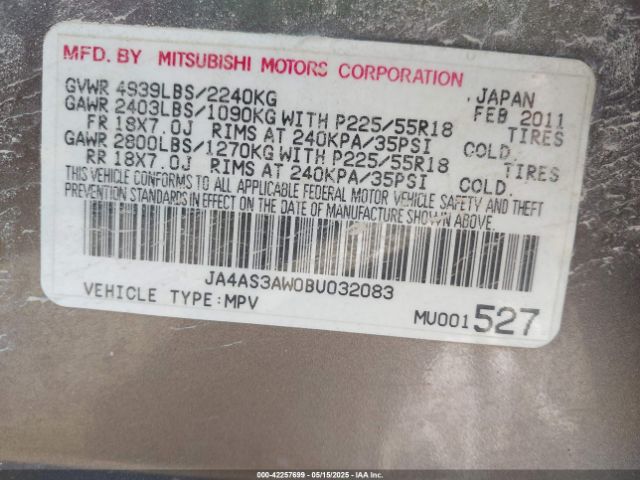 MFD. BY MITSUBISHI MOTORS CORPORATION
GVWR 4939LBS/2240KG JAPAN
GAWR 2403LBS/1090KG WITH P225/55R18 FEB 2011
FR 18X7.0J RIMS AT 240KPA/35PSI TIRES COLD.
GAWR 2800LBS/1270KG WITH P225/55R18 TIRES
RR 18X7.0J RIMS AT 240KPA/35PSI COLD.
THIS VEHICLE CONFORMS TO ALL APPLICABLE FEDERAL MOTOR VEHICLE SAFETY AND THEFT
PREVENTION STANDARDS IN EFFECT ON THE DATE OF MANUFACTURE SHOWN ABOVE.
JA4AS3AW0BU032083
VEHICLE TYPE:MPV MU001527
000-42257699 - 05/15/2025 - IAAI.COM